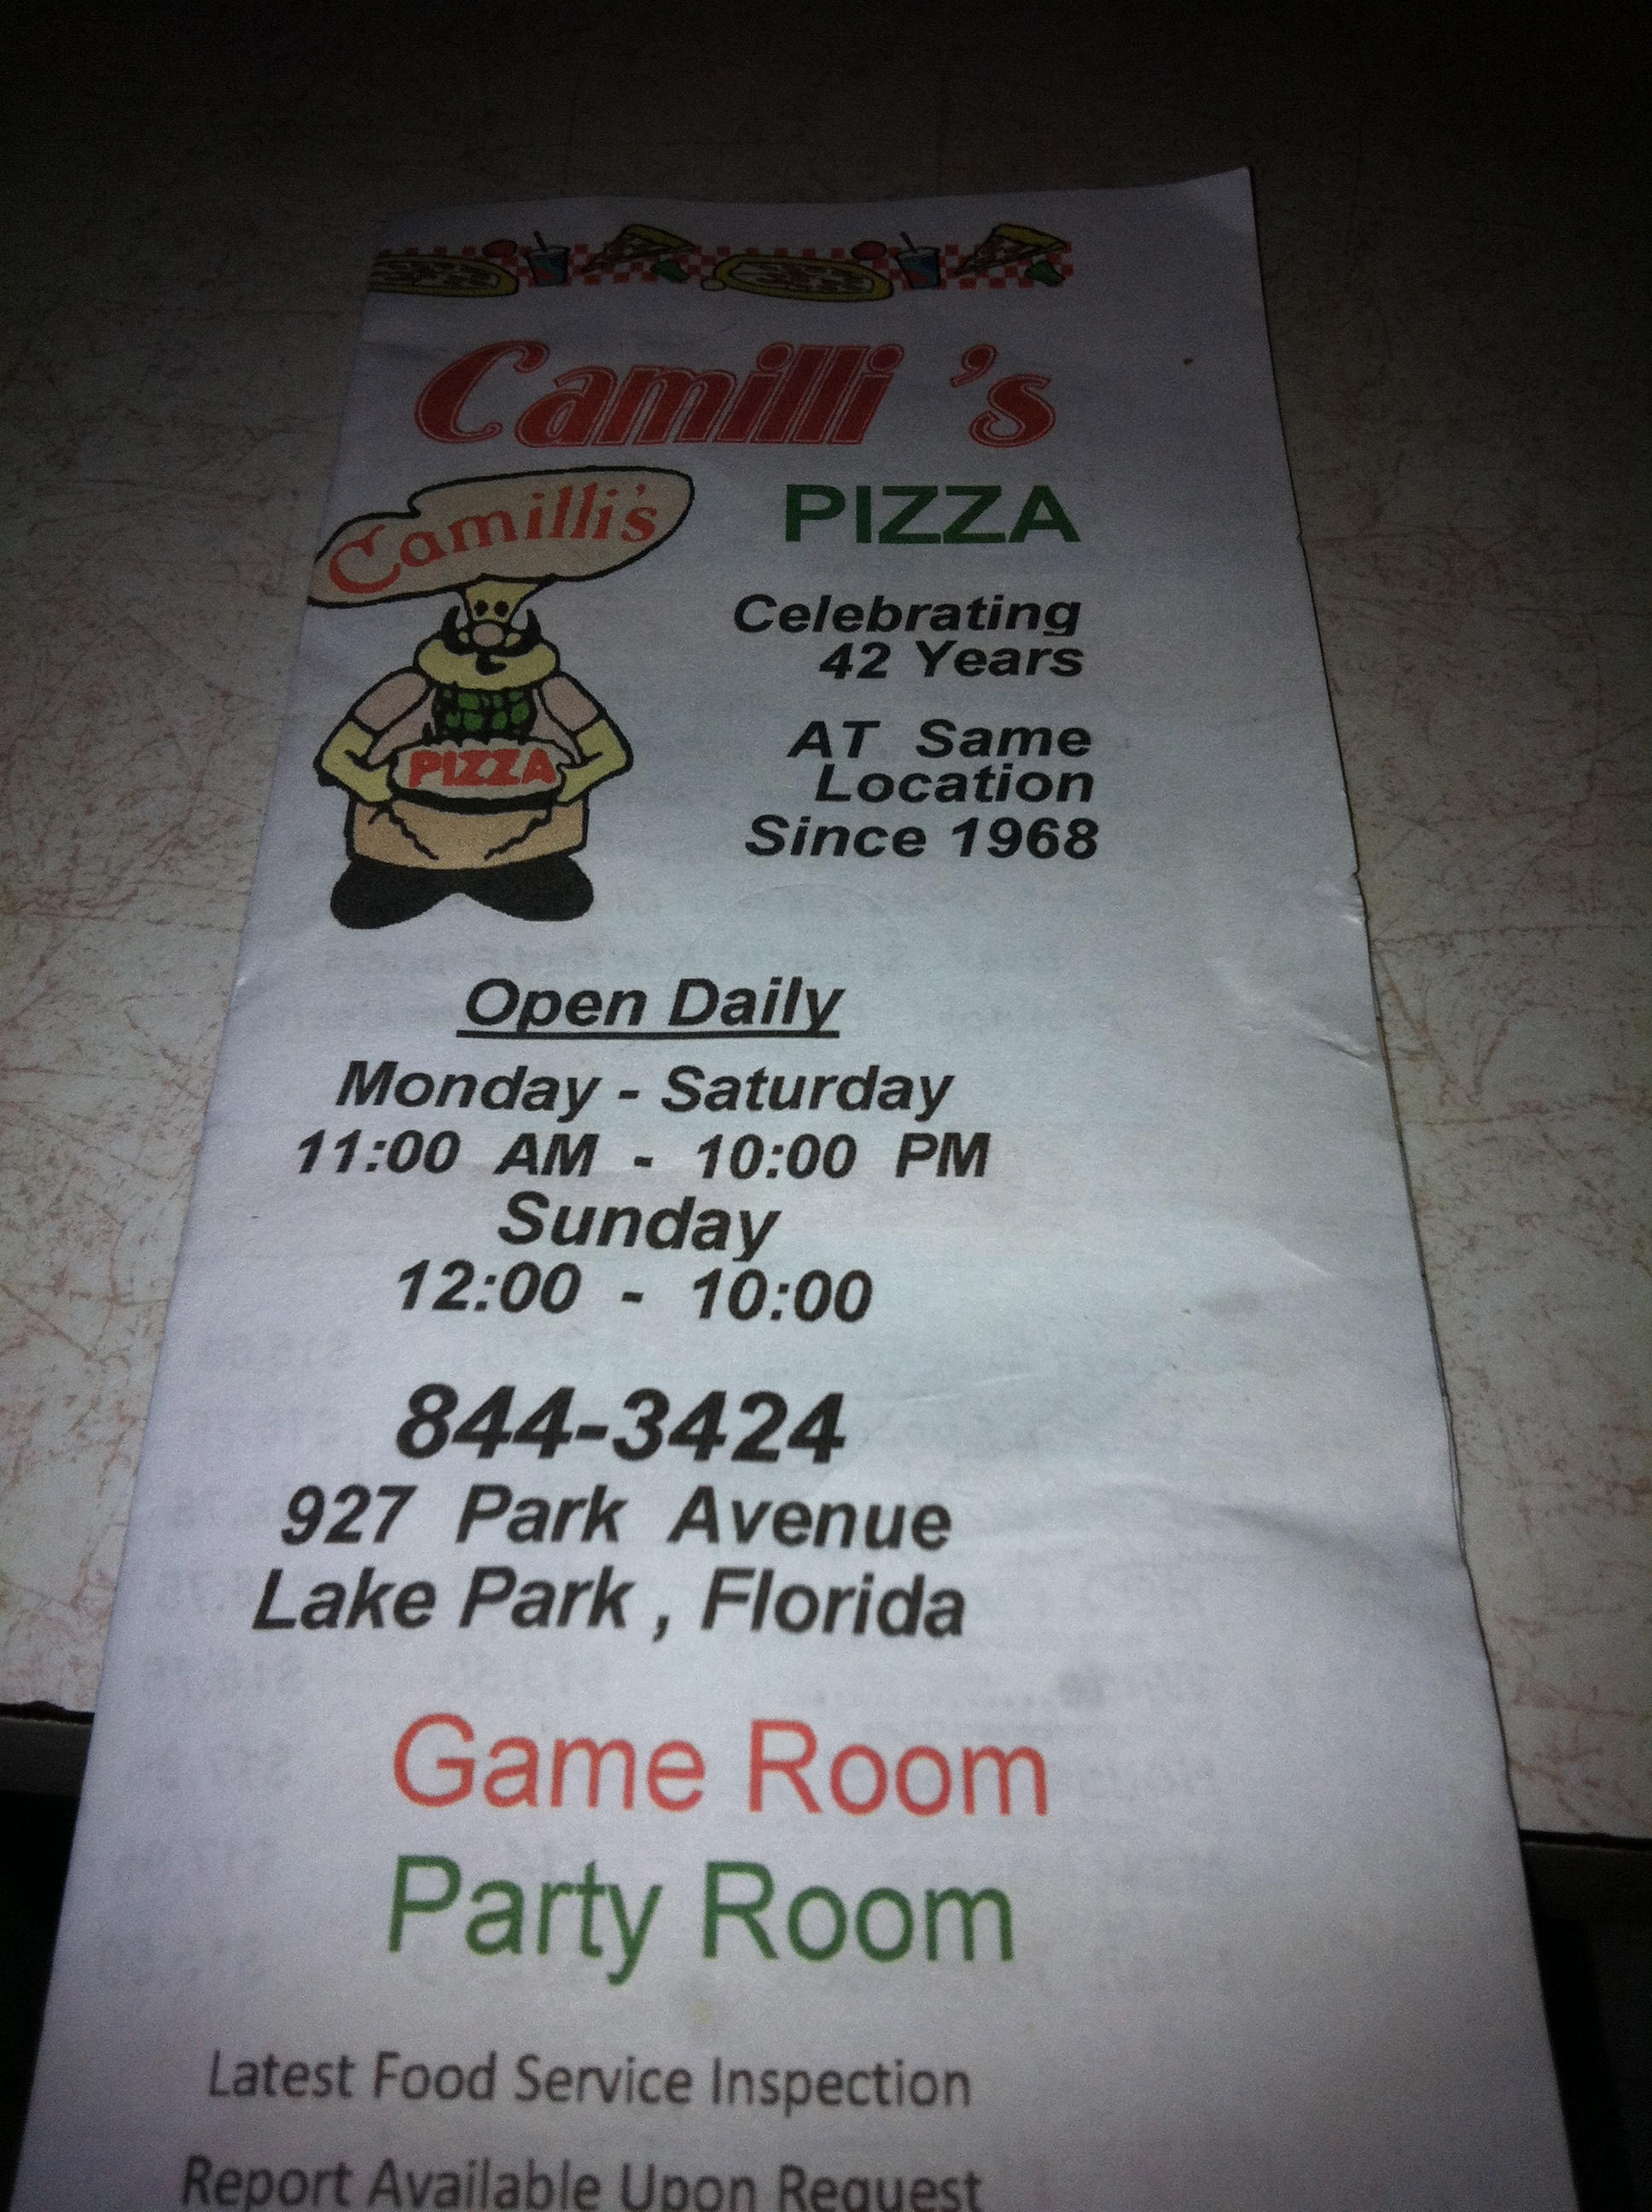 Camilli 's
Camilli's
PIZZA
Celebrating
42 Years
PIZZA
AT Same
Location
Since 1968
Open Daily
Monday - Saturday
11:00 AM - 10:00 PM
Sunday
12:00 - 10:00
844-3424
927 Park Avenue
Lake Park , Florida
Game Room
Party Room
Latest Food Service Inspection
Report Available Upon Request